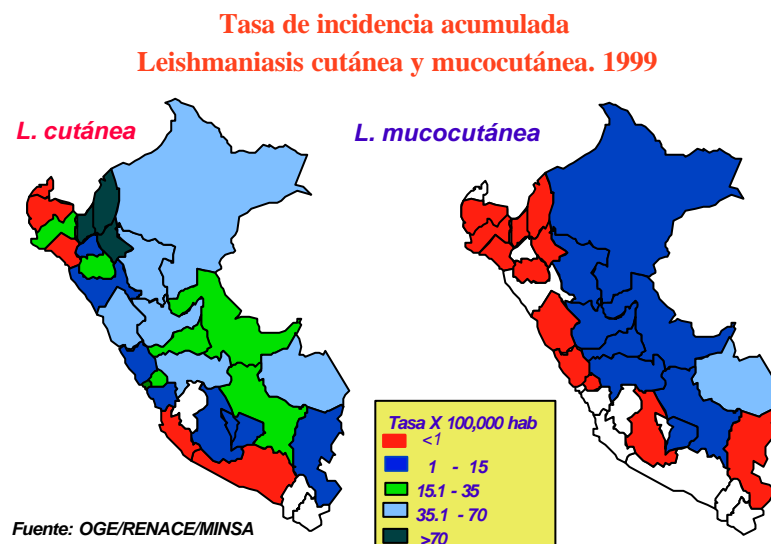 Tasa de incidencia acumulada
Leishmaniasis cutánea y mucocutánea. 1999
L. cutánea
L. mucocutánea
Tasa X 100,000 hab
<1
1 - 15
15.1 - 35
35.1 - 70
>70
Fuente: OGE/RENACE/MINSA